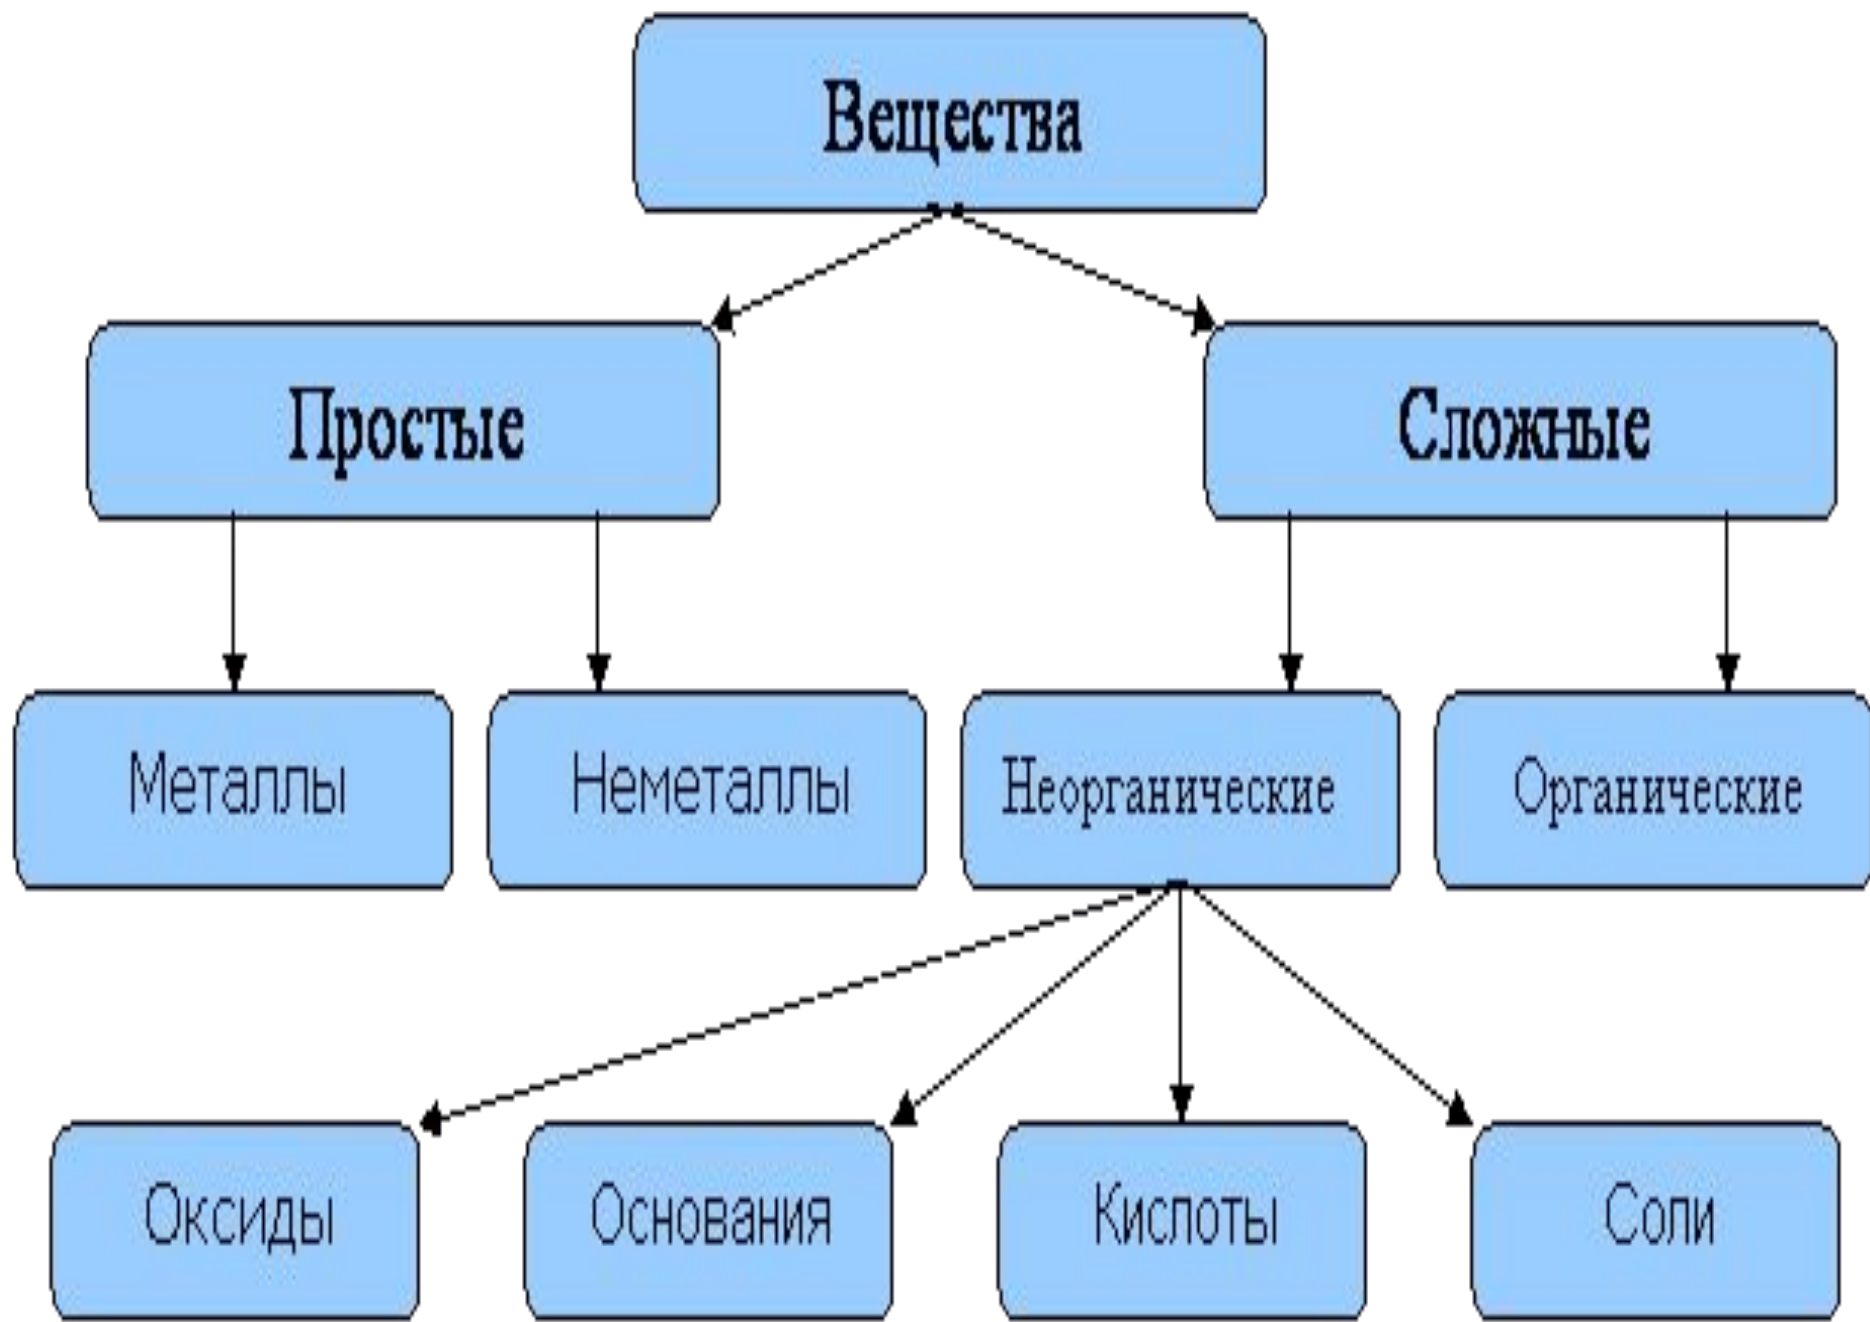 Вещества
Простые
Сложные
Металлы
Неметаллы
Неорганические
Органические
Оксиды
Основания
Кислоты
Соли